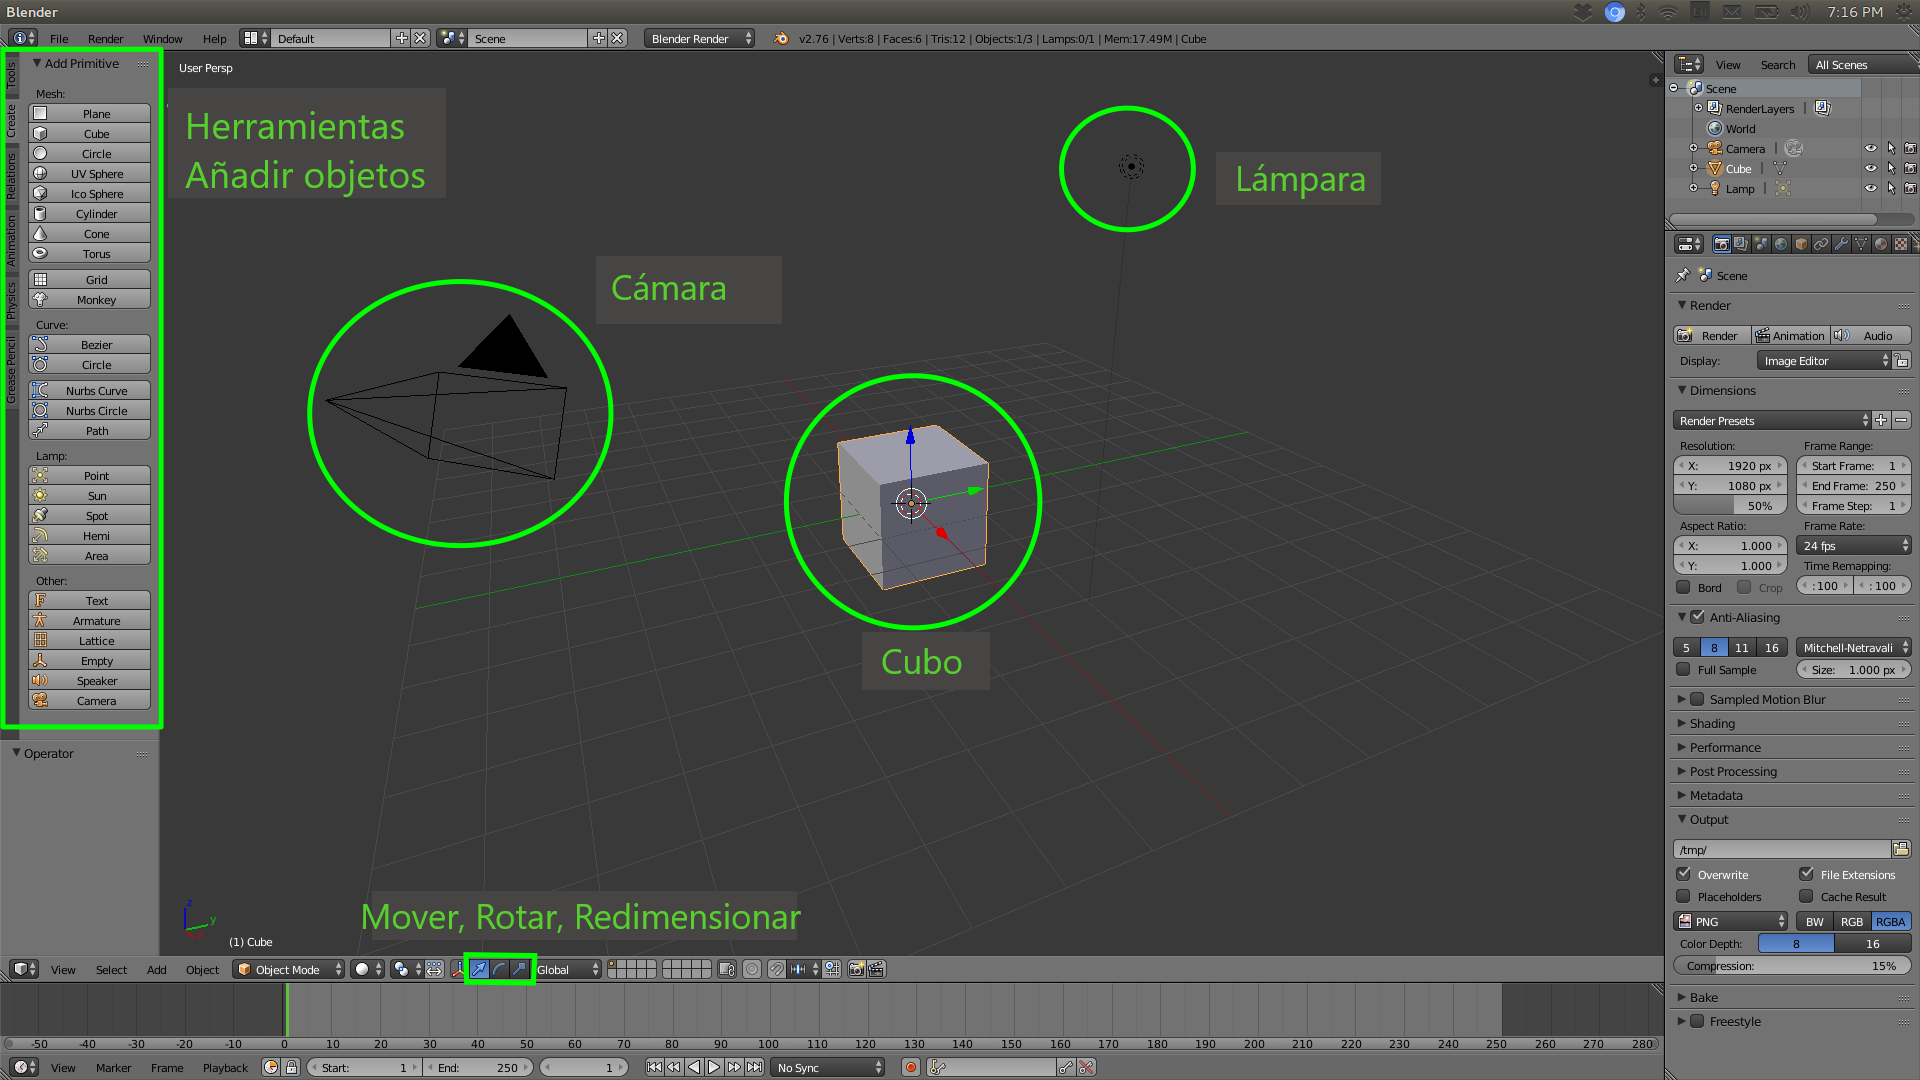 Blender
7:16 PM
File Render Window Help Default Scene Blender Render v2.76 | Verts:8 | Faces:6 | Tris:12 | Objects:1/3 | Lamps:0/1 | Mem:17.49M | Cube
Tools
Create
Relations
Animation
Physics
Grease Pencil
Add Primitive
Mesh:
Plane
Cube
Circle
UV Sphere
Ico Sphere
Cylinder
Cone
Torus
Grid
Monkey
Curve:
Bezier
Circle
Nurbs Curve
Nurbs Circle
Path
Lamp:
Point
Sun
Spot
Hemi
Area
Other:
Text
Armature
Lattice
Empty
Speaker
Camera
Operator
User Persp
Herramientas
Añadir objetos
Lámpara
Cámara
Cubo
Mover, Rotar, Redimensionar
z
y
(1) Cube
View Select Add Object Object Mode Global
-50 -40 -30 -20 -10 0 10 20 30 40 50 60 70 80 90 100 110 120 130 140 150 160 170 180 190 200 210 220 230 240 250 260 270 280
View Marker Frame Playback Start: 1 End: 250 1 No Sync
View Search All Scenes
Scene
RenderLayers |
World
Camera |
Cube |
Lamp |
Scene
Render
Render Animation Audio
Display: Image Editor
Dimensions
Render Presets
Resolution: Frame Range:
X: 1920 px Start Frame: 1
Y: 1080 px End Frame: 250
50% Frame Step: 1
Aspect Ratio: Frame Rate:
X: 1.000 24 fps
Y: 1.000 Time Remapping:
Bord Crop :100 :100
Anti-Aliasing
5 8 11 16 Mitchell-Netravali
Full Sample Size: 1.000 px
Sampled Motion Blur
Shading
Performance
Post Processing
Metadata
Output
/tmp/
Overwrite File Extensions
Placeholders Cache Result
PNG BW RGB RGBA
Color Depth: 8 16
Compression: 15%
Bake
Freestyle